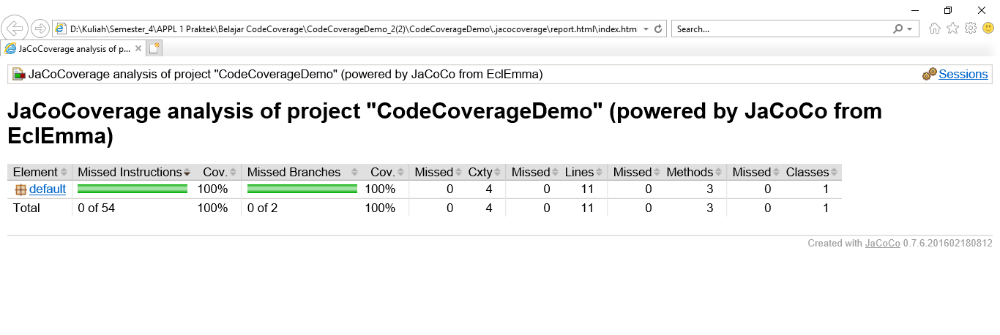 D:\Kuliah\Semester_4\APPL 1 Praktek\Belajar CodeCoverage\CodeCoverageDemo_2(2)\CodeCoverageDemo\.jacocoverage\report.html\index.htm
Search...
JaCoCoverage analysis of p...
JaCoCoverage analysis of project "CodeCoverageDemo" (powered by JaCoCo from EclEmma)
Sessions
JaCoCoverage analysis of project "CodeCoverageDemo" (powered by JaCoCo from
EclEmma)
Element Missed Instructions Cov. Missed Branches Cov. Missed Cxty Missed Lines Missed Methods Missed Classes
default 100% 100% 0 4 0 11 0 3 0 1
Total 0 of 54 100% 0 of 2 100% 0 4 0 11 0 3 0 1
Created with JaCoCo 0.7.6.201602180812